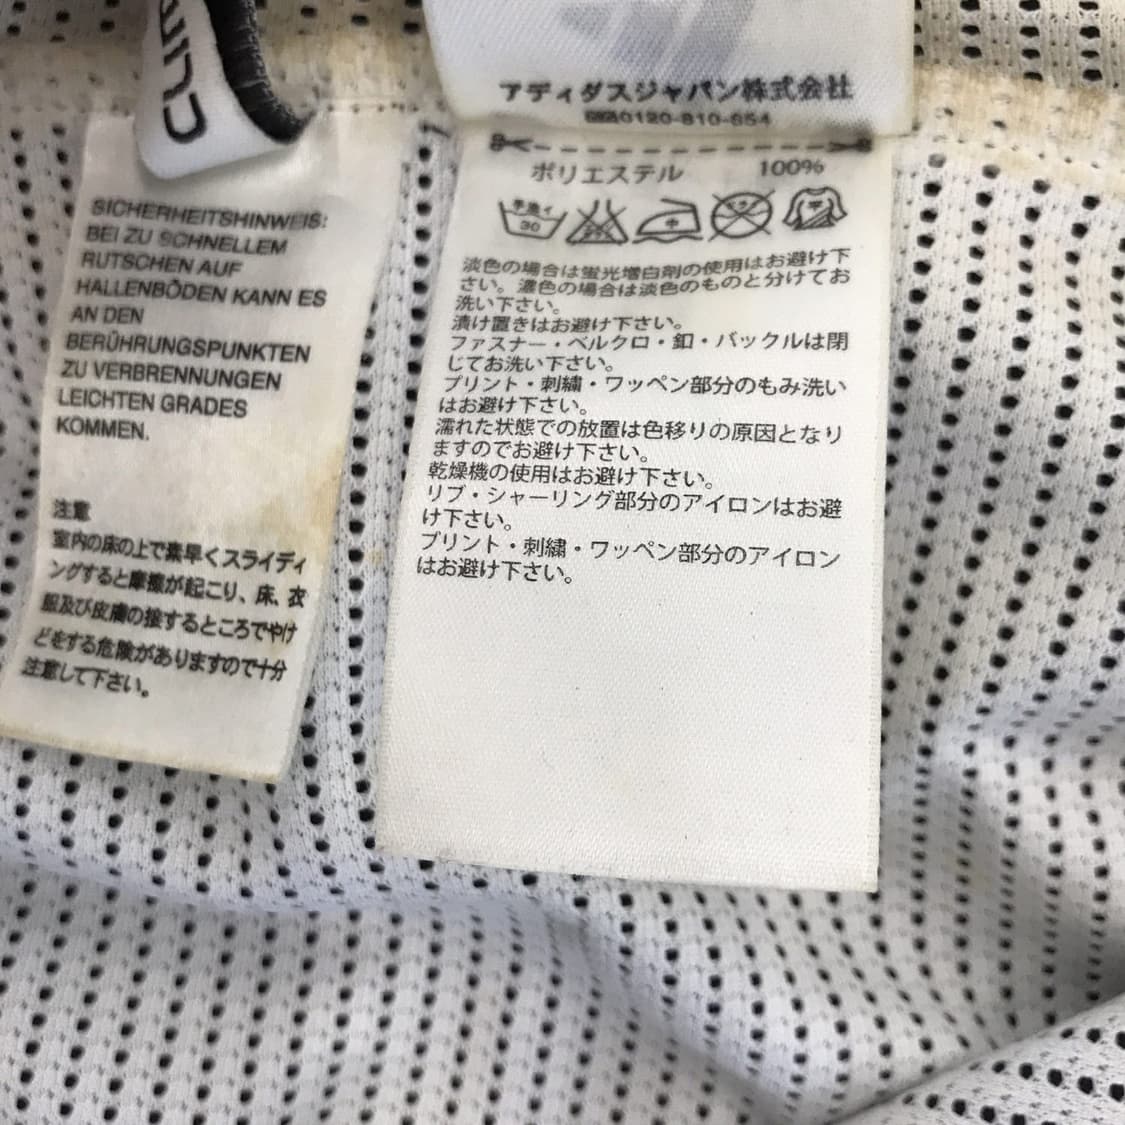 SICHERHEITSHINWEIS:
BEI ZU SCHNELLEM
RUTSCHEN AUF
HALLENBÖDEN KANN ES
AN DEN
BERÜHRUNGSPUNKTEN
ZU VERBRENNUNGEN
LEICHTEN GRADES
KOMMEN.
注意
室内の床の上で素早くスライディ
ングすると摩擦が起こり、床、衣
服及び皮膚の接するところでやけ
どをする危険がありますので十分
注意して下さい。
アディダスジャパン株式会社
0120-810-654
ポリエステル 100%
手洗イ
30
淡色の場合は蛍光増白剤の使用はお避け下
さい。濃色の場合は淡色のものと分けてお
洗い下さい。
漬け置きはお避け下さい。
ファスナー・ベルクロ・釦・バックルは閉
じてお洗い下さい。
プリント・刺繍・ワッペン部分のもみ洗い
はお避け下さい。
濡れた状態での放置は色移りの原因となり
ますのでお避け下さい。
乾燥機の使用はお避け下さい。
リブ・シャーリング部分のアイロンはお避
け下さい。
プリント・刺繍・ワッペン部分のアイロン
はお避け下さい。